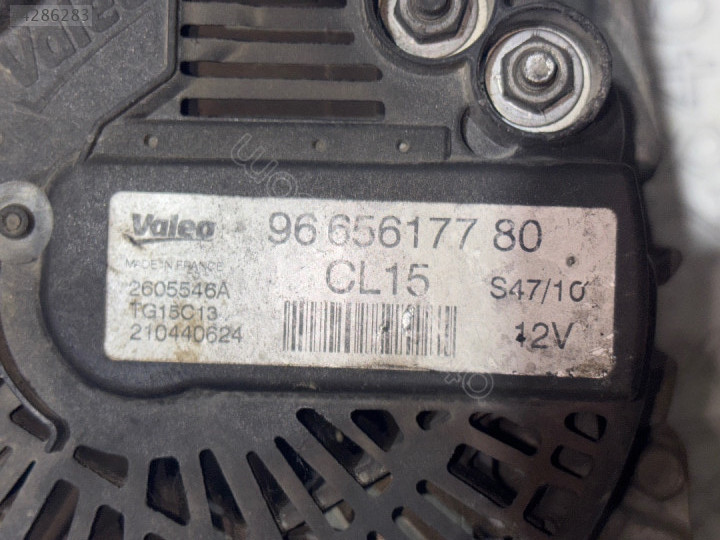 4286283
Valeo
Valeo
96 656177 80
MADE IN FRANCE
CL15
S47/10
2605546A
TG15C13
210440624
12V